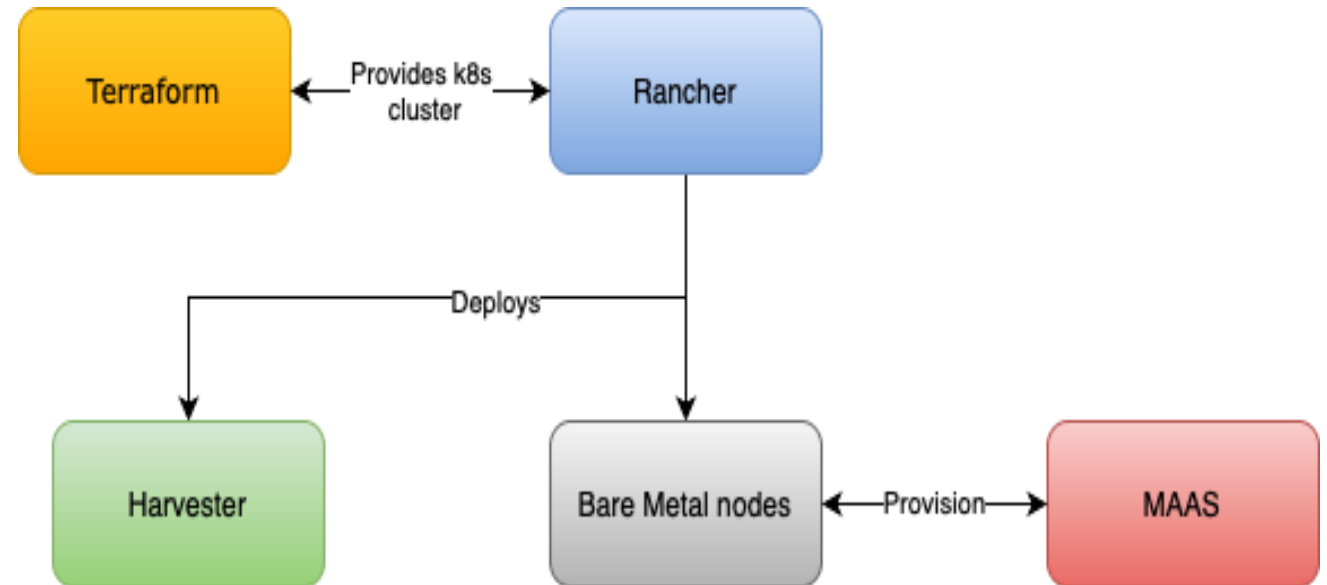 Terraform
Provides k8s
cluster
Rancher
Deploys
Harvester
Bare Metal nodes
Provision
MAAS